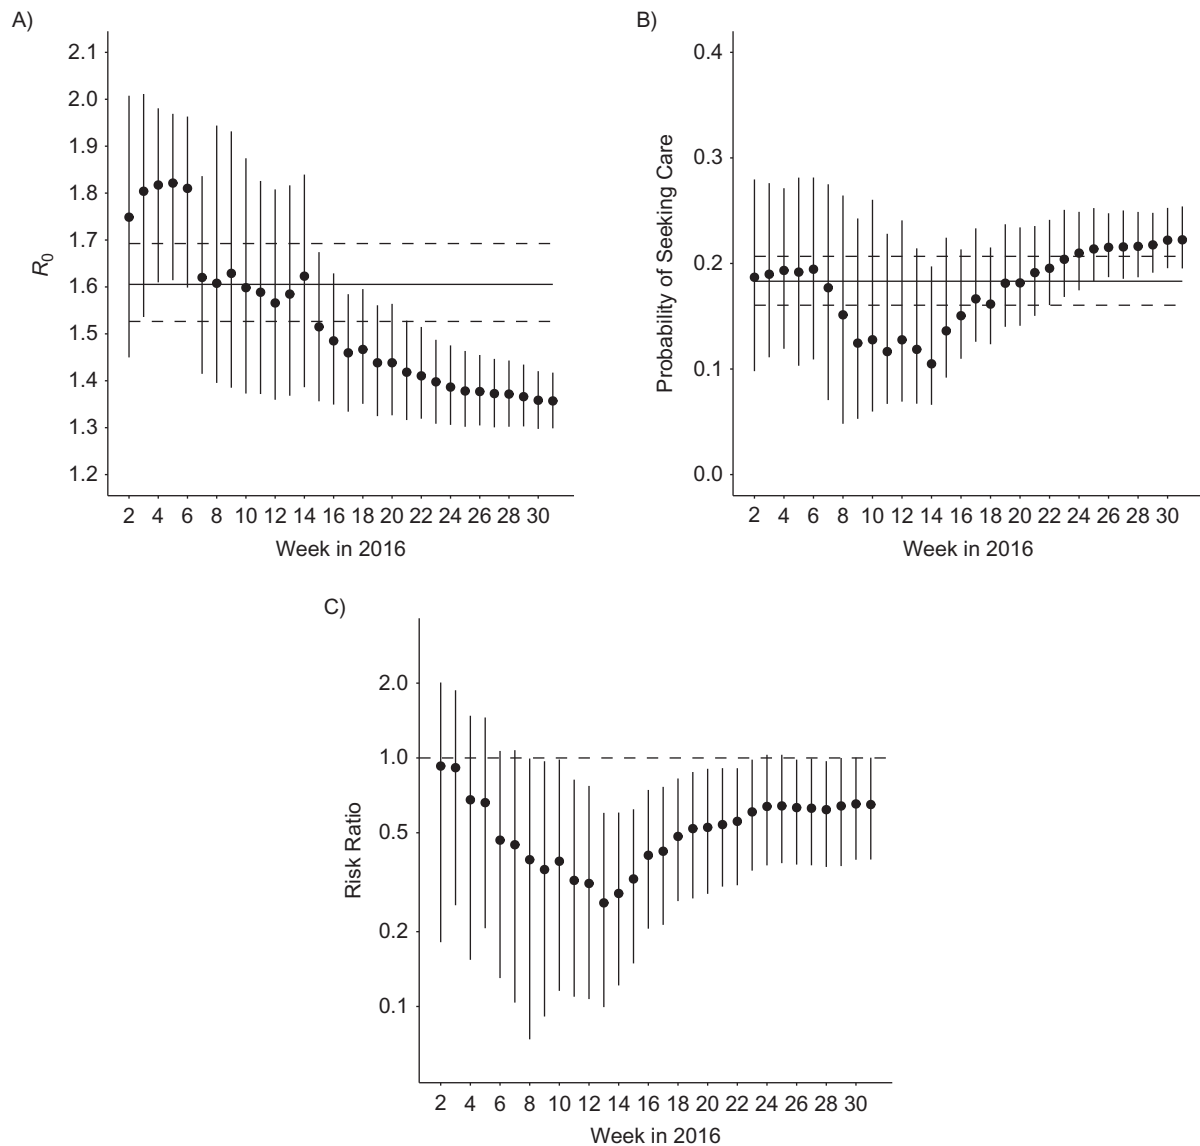 A)
R0
2.1
2.0
1.9
1.8
1.7
1.6
1.5
1.4
1.3
1.2
2 4 6 8 10 12 14 16 18 20 22 24 26 28 30
Week in 2016
B)
Probability of Seeking Care
0.4
0.3
0.2
0.1
0.0
2 4 6 8 10 12 14 16 18 20 22 24 26 28 30
Week in 2016
C)
Risk Ratio
2.0
1.0
0.5
0.2
0.1
2 4 6 8 10 12 14 16 18 20 22 24 26 28 30
Week in 2016